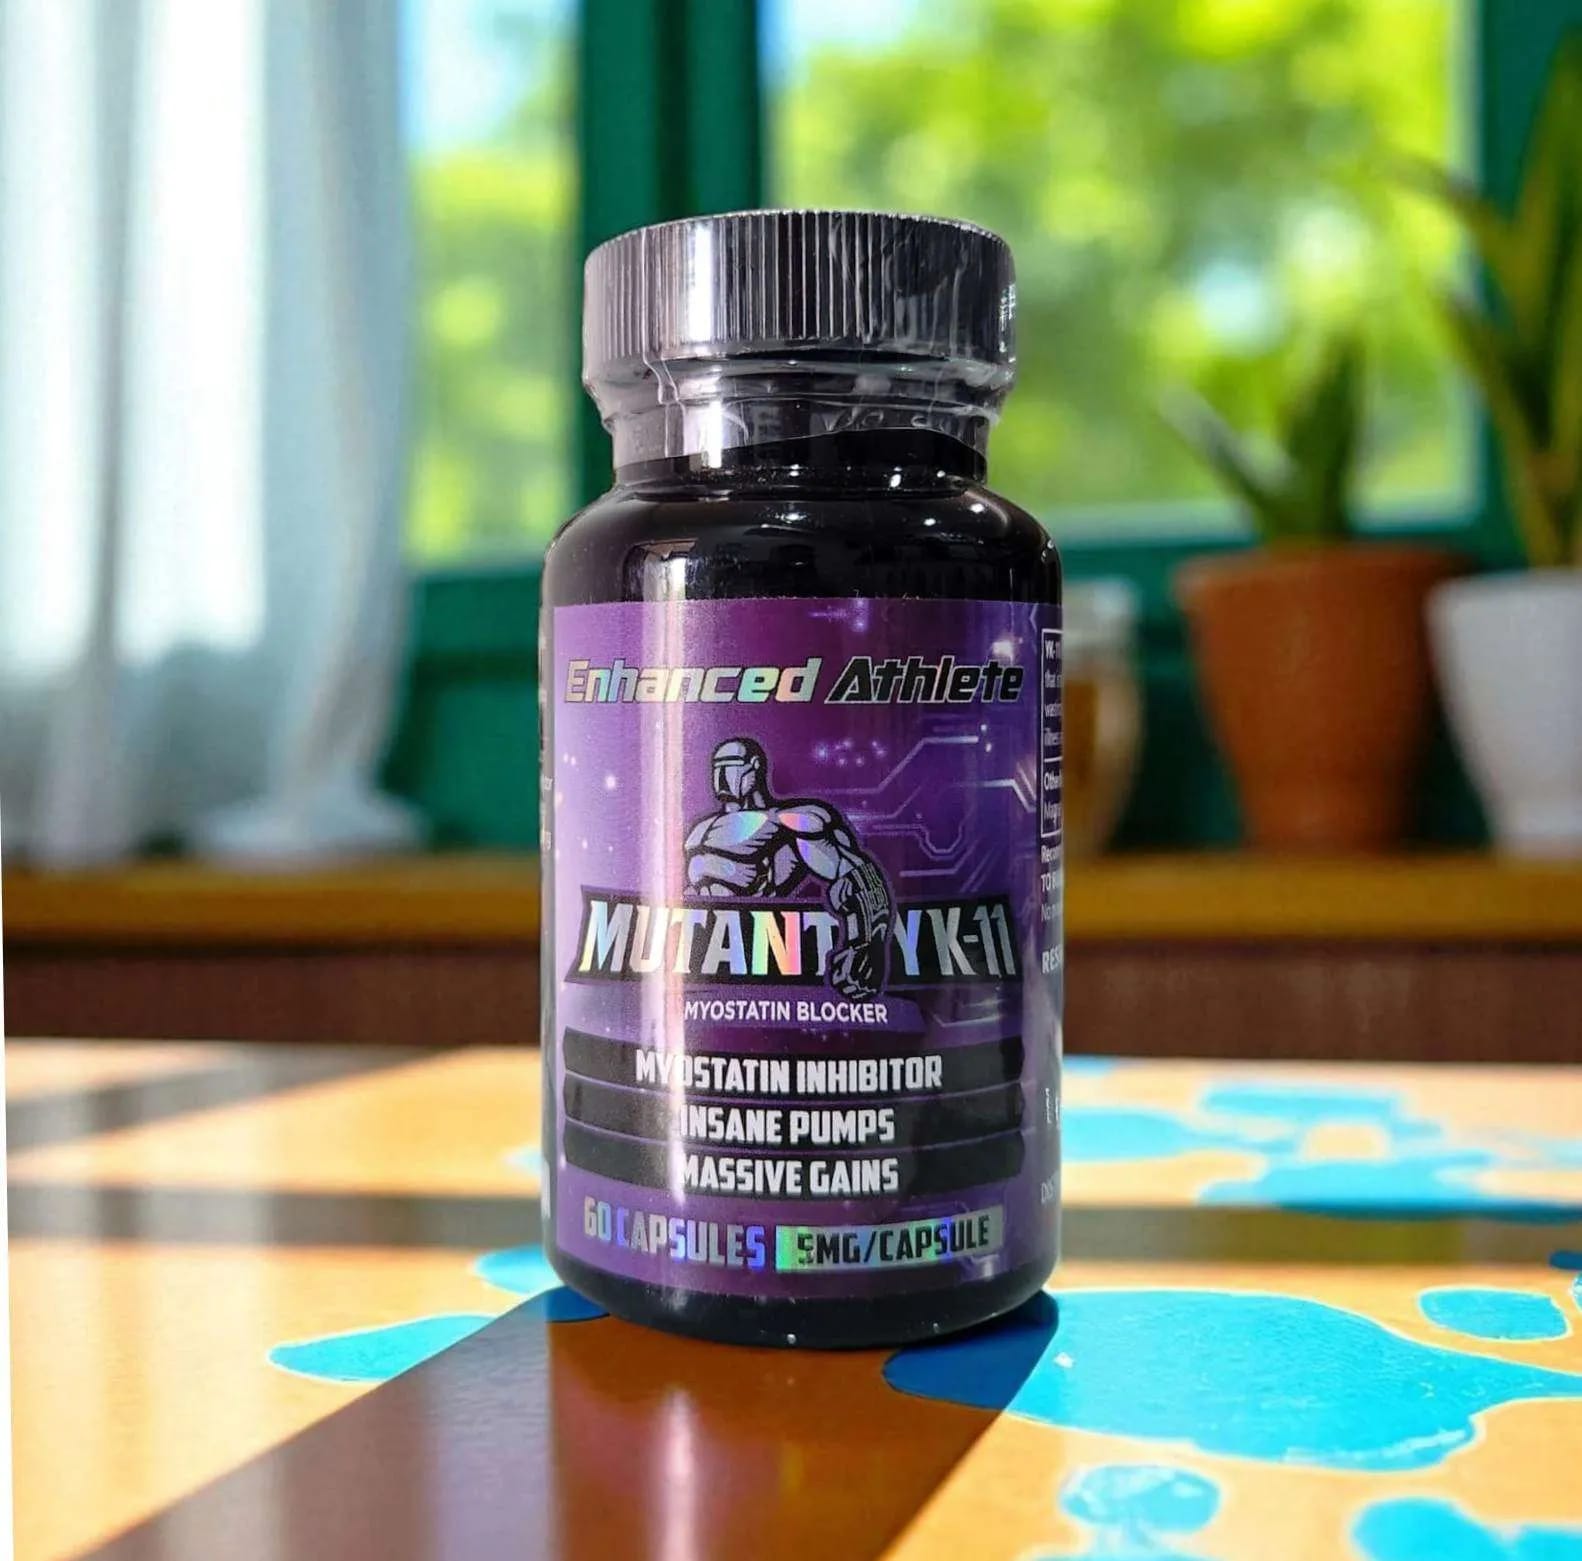 Enhanced Athlete
MUTANT YK-11
MYOSTATIN BLOCKER
MYOSTATIN INHIBITOR
INSANE PUMPS
MASSIVE GAINS
60 CAPSULES 5MG/CAPSULE